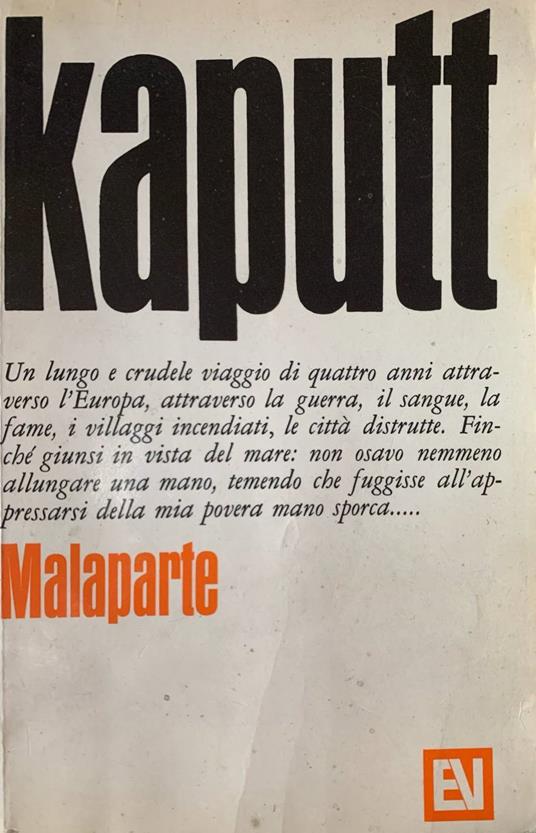 kaputt
Un lungo e crudele viaggio di quattro anni attra-
verso l'Europa, attraverso la guerra, il sangue, la
fame, i villaggi incendiati, le città distrutte. Fin-
ché giunsi in vista del mare: non osavo nemmeno
allungare una mano, temendo che fuggisse all'ap-
pressarsi della mia povera mano sporca.....
Malaparte
EV